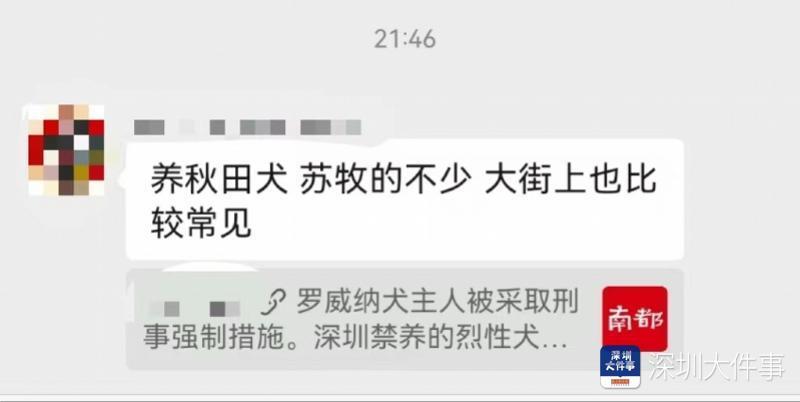 21:46
养秋田犬 苏牧的不少 大街上也比
较常见
罗威纳犬主人被采取刑
事强制措施。深圳禁养的烈性犬...
南都
深圳
大件事
深圳大件事